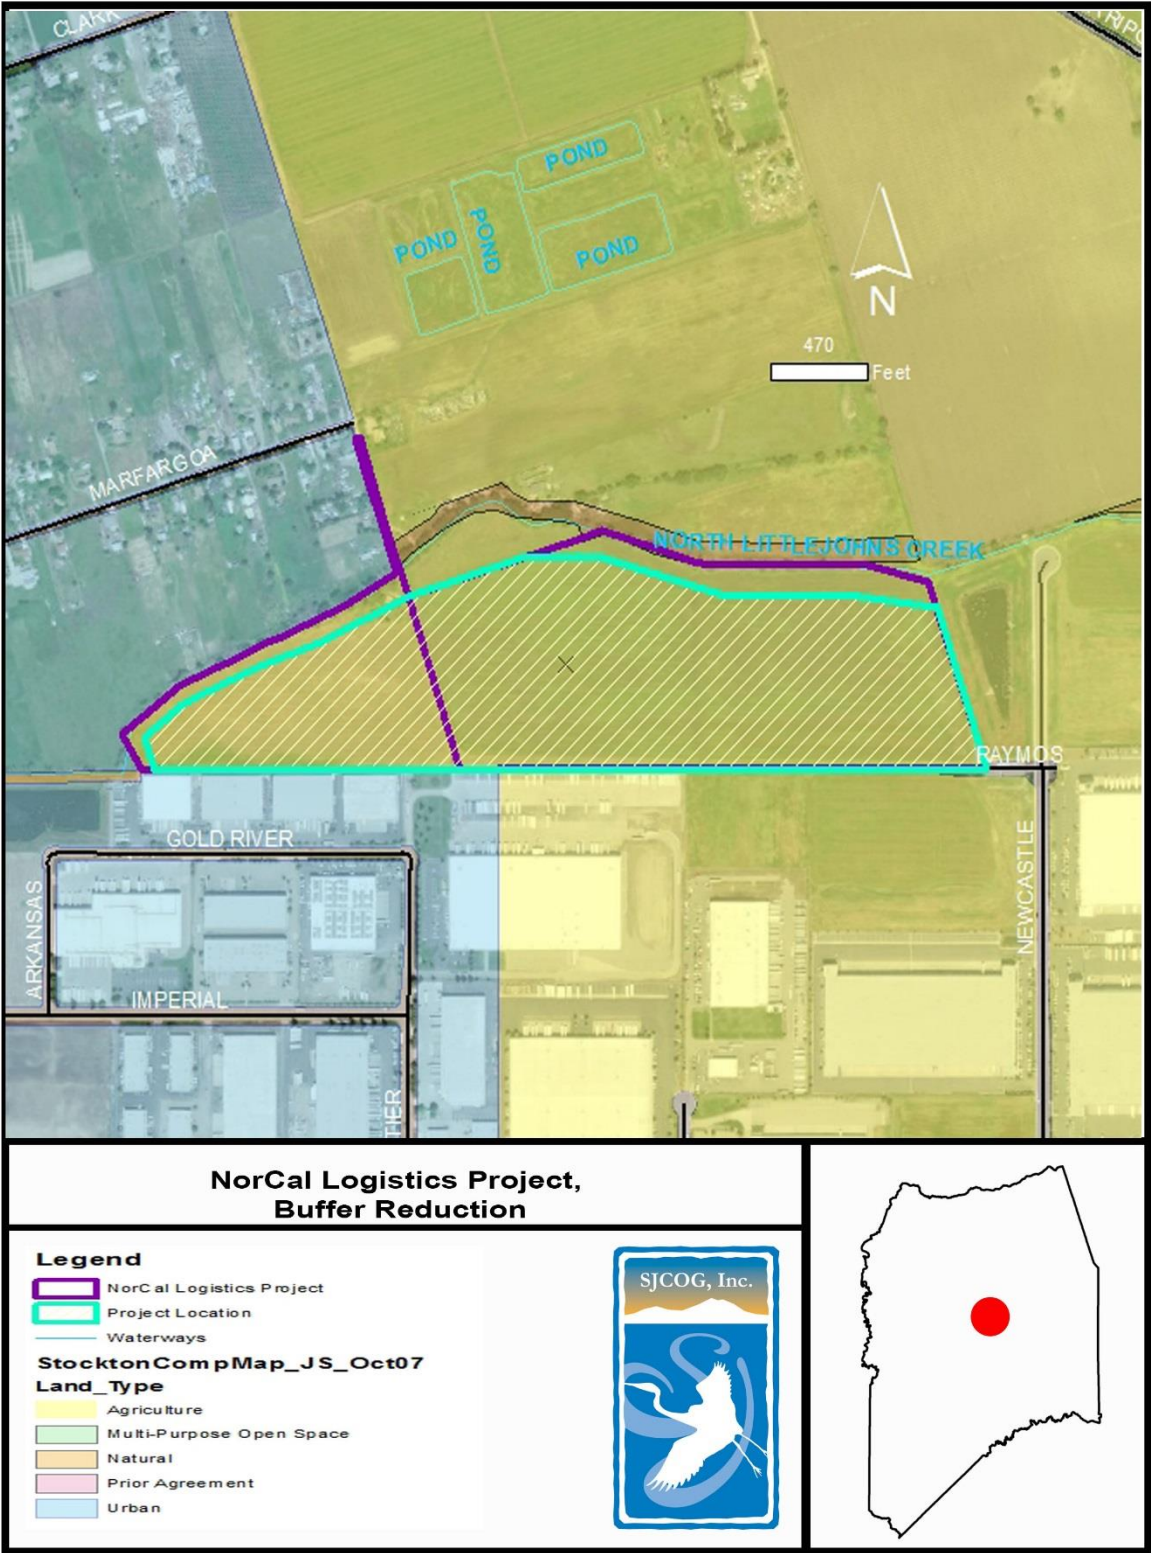 CLARK
POND
POND
POND
POND
N
470
Feet
MARFARGOA
NORTH LITTLEJOHNS CREEK
RAYMOS
GOLD RIVER
ARKANSAS
NEWCASTLE
IMPERIAL
NorCal Logistics Project,
Buffer Reduction
Legend
NorCal Logistics Project
Project Location
Waterways
StocktonCompMap_JS_Oct07
Land_Type
Agriculture
Multi-Purpose Open Space
Natural
Prior Agreement
Urban
SJCOG, Inc.